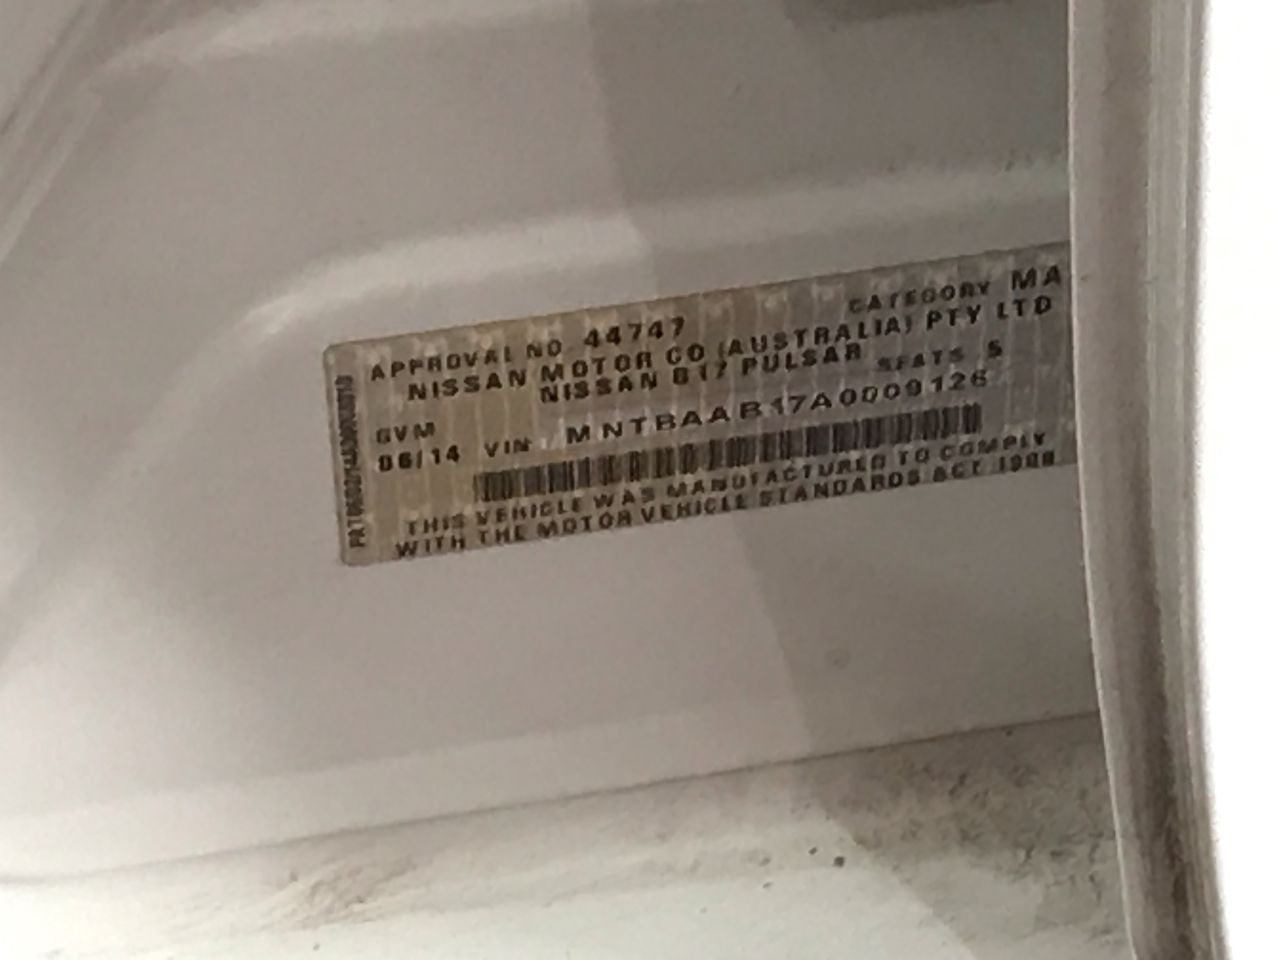 APPROVAL NO 44747 CATEGORY MA
NISSAN MOTOR CO (AUSTRALIA) PTY LTD
NISSAN B17 PULSAR SEATS 5
GVM
06/14 VIN MNTBAAB17A0009126
THIS VEHICLE WAS MANUFACTURED TO COMPLY
WITH THE MOTOR VEHICLE STANDARDS ACT 1989